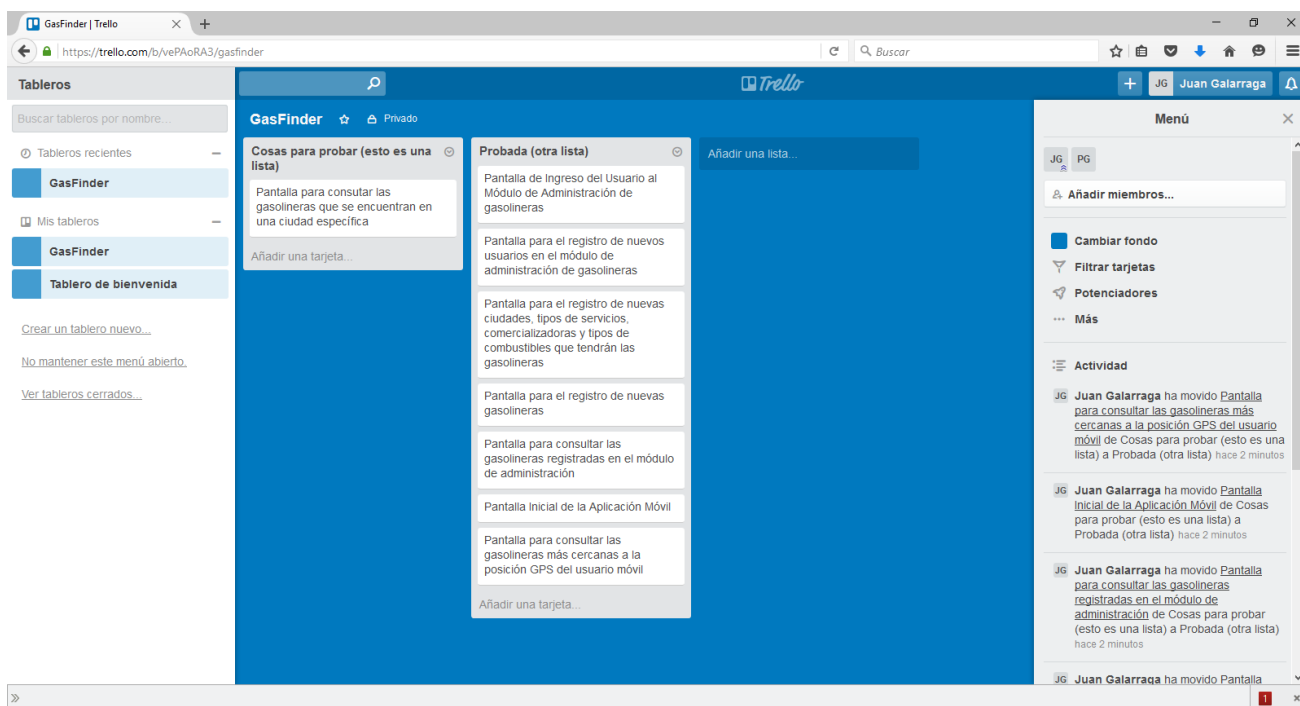 GasFinder | Trello
https://trello.com/b/vePAoRA3/gasfinder
Buscar
Tableros
Trello
JG Juan Galarraga
Buscar tableros por nombre...
Tableros recientes
GasFinder
Mis tableros
GasFinder
Tablero de bienvenida
Crear un tablero nuevo...
No mantener este menú abierto.
Ver tableros cerrados...
GasFinder Privado
Cosas para probar (esto es una
lista)
Pantalla para consutar las
gasolineras que se encuentran en
una ciudad específica
Añadir una tarjeta...
Probada (otra lista)
Pantalla de Ingreso del Usuario al
Módulo de Administración de
gasolineras
Pantalla para el registro de nuevos
usuarios en el módulo de
administración de gasolineras
Pantalla para el registro de nuevas
ciudades, tipos de servicios,
comercializadoras y tipos de
combustibles que tendrán las
gasolineras
Pantalla para el registro de nuevas
gasolineras
Pantalla para consultar las
gasolineras registradas en el módulo
de administración
Pantalla Inicial de la Aplicación Móvil
Pantalla para consultar las
gasolineras más cercanas a la
posición GPS del usuario móvil
Añadir una tarjeta...
Añadir una lista...
Menú
JG PG
Añadir miembros...
Cambiar fondo
Filtrar tarjetas
Potenciadores
Más
Actividad
JG Juan Galarraga ha movido Pantalla
para consultar las gasolineras más
cercanas a la posición GPS del usuario
móvil de Cosas para probar (esto es una
lista) a Probada (otra lista) hace 2 minutos
JG Juan Galarraga ha movido Pantalla
Inicial de la Aplicación Móvil de Cosas
para probar (esto es una lista) a
Probada (otra lista) hace 2 minutos
JG Juan Galarraga ha movido Pantalla
para consultar las gasolineras
registradas en el módulo de
administración de Cosas para probar
(esto es una lista) a Probada (otra lista)
hace 2 minutos
JG Juan Galarraga ha movido Pantalla
1